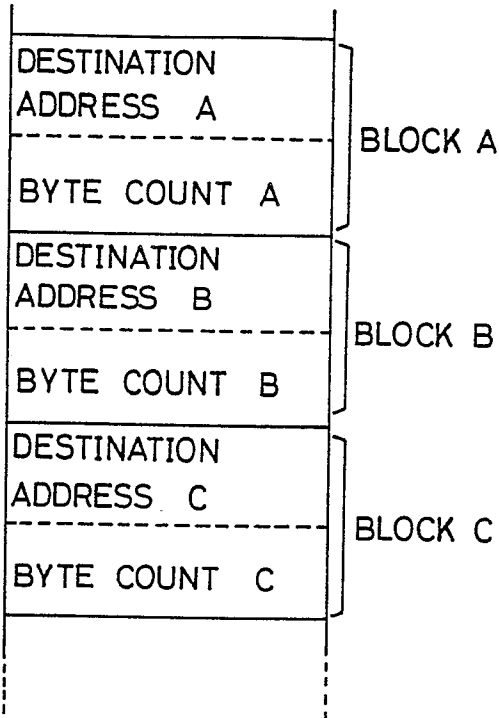 DESTINATION
ADDRESS A
BLOCK A
BYTE COUNT A
DESTINATION
ADDRESS B
BLOCK B
BYTE COUNT B
DESTINATION
ADDRESS C
BLOCK C
BYTE COUNT C